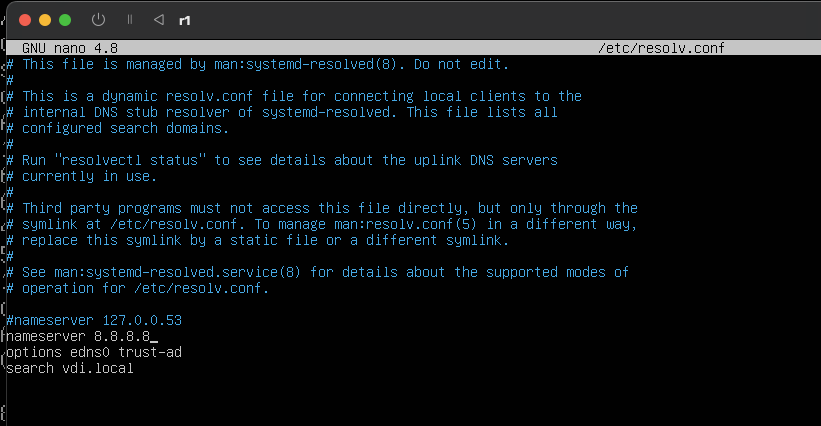 r1
GNU nano 4.8 /etc/resolv.conf
# This file is managed by man:systemd-resolved(8). Do not edit.
#
# This is a dynamic resolv.conf file for connecting local clients to the
# internal DNS stub resolver of systemd-resolved. This file lists all
# configured search domains.
#
# Run "resolvectl status" to see details about the uplink DNS servers
# currently in use.
#
# Third party programs must not access this file directly, but only through the
# symlink at /etc/resolv.conf. To manage man:resolv.conf(5) in a different way,
# replace this symlink by a static file or a different symlink.
#
# See man:systemd-resolved.service(8) for details about the supported modes of
# operation for /etc/resolv.conf.
#nameserver 127.0.0.53
nameserver 8.8.8.8
options edns0 trust-ad
search vdi.local